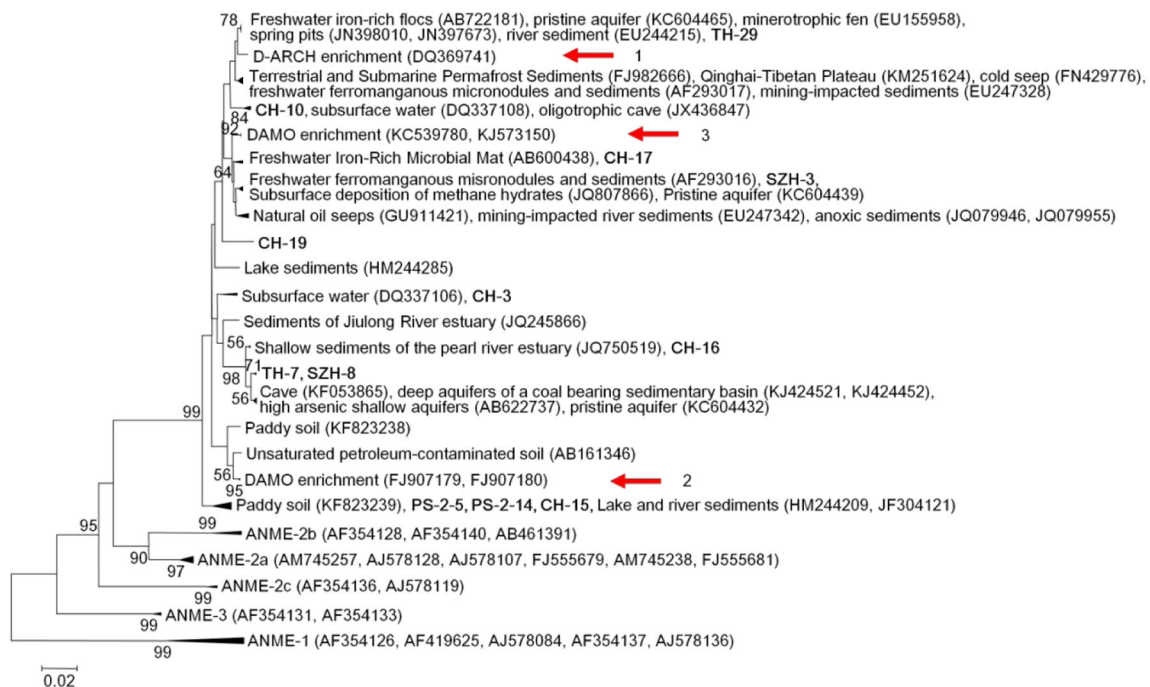 78
Freshwater iron-rich flocs (AB722181), pristine aquifer (KC604465), minerotrophic fen (EU155958),
spring pits (JN398010, JN397673), river sediment (EU244215), TH-29
D-ARCH enrichment (DQ369741) 1
Terrestrial and Submarine Permafrost Sediments (FJ982666), Qinghai-Tibetan Plateau (KM251624), cold seep (FN429776),
freshwater ferromanganous micronodules and sediments (AF293017), mining-impacted sediments (EU247328)
CH-10, subsurface water (DQ337108), oligotrophic cave (JX436847)
84
92
DAMO enrichment (KC539780, KJ573150) 3
Freshwater Iron-Rich Microbial Mat (AB600438), CH-17
64
Freshwater ferromanganous misronodules and sediments (AF293016), SZH-3,
Subsurface deposition of methane hydrates (JQ807866), Pristine aquifer (KC604439)
Natural oil seeps (GU911421), mining-impacted river sediments (EU247342), anoxic sediments (JQ079946, JQ079955)
CH-19
Lake sediments (HM244285)
Subsurface water (DQ337106), CH-3
Sediments of Jiulong River estuary (JQ245866)
56
Shallow sediments of the pearl river estuary (JQ750519), CH-16
71
TH-7, SZH-8
98
Cave (KF053865), deep aquifers of a coal bearing sedimentary basin (KJ424521, KJ424452),
56
high arsenic shallow aquifers (AB622737), pristine aquifer (KC604432)
99
Paddy soil (KF823238)
Unsaturated petroleum-contaminated soil (AB161346)
56
DAMO enrichment (FJ907179, FJ907180) 2
95
Paddy soil (KF823239), PS-2-5, PS-2-14, CH-15, Lake and river sediments (HM244209, JF304121)
95
99
ANME-2b (AF354128, AF354140, AB461391)
90
ANME-2a (AM745257, AJ578128, AJ578107, FJ555679, AM745238, FJ555681)
97
ANME-2c (AF354136, AJ578119)
99
ANME-3 (AF354131, AF354133)
99
ANME-1 (AF354126, AF419625, AJ578084, AF354137, AJ578136)
99
0.02